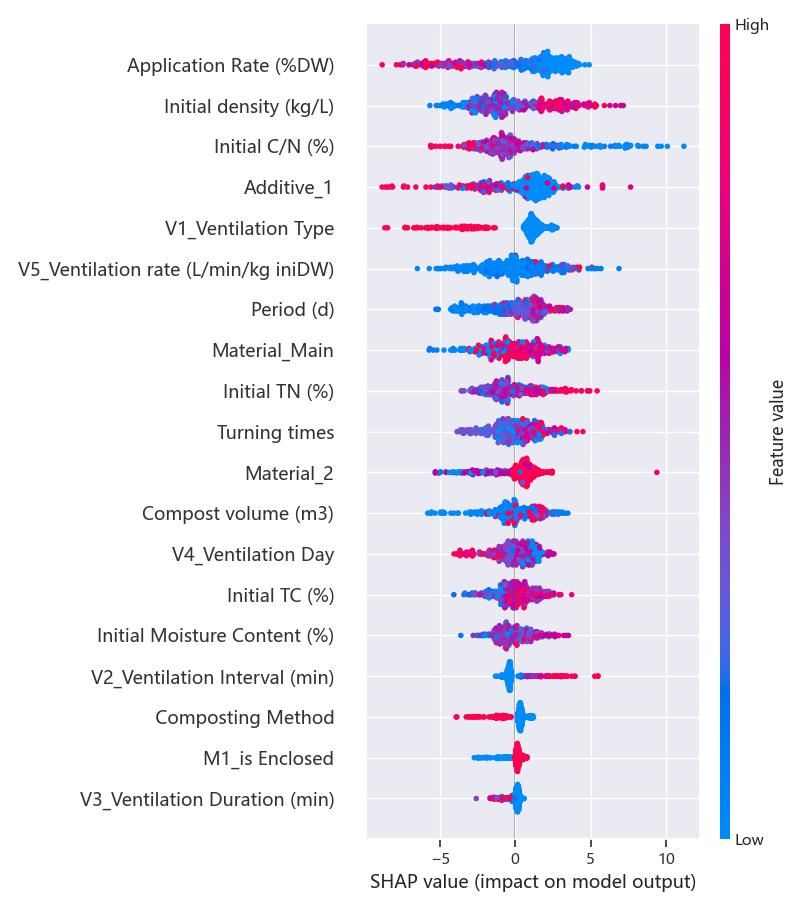 High
Application Rate (%DW)
Initial density (kg/L)
Initial C/N (%)
Additive_1
V1_Ventilation Type
V5_Ventilation rate (L/min/kg iniDW)
Period (d)
Material_Main
Initial TN (%)
Turning times
Material_2
Compost volume (m3)
V4_Ventilation Day
Initial TC (%)
Initial Moisture Content (%)
V2_Ventilation Interval (min)
Composting Method
M1_is Enclosed
V3_Ventilation Duration (min)
Feature value
Low
−5 0 5 10
SHAP value (impact on model output)